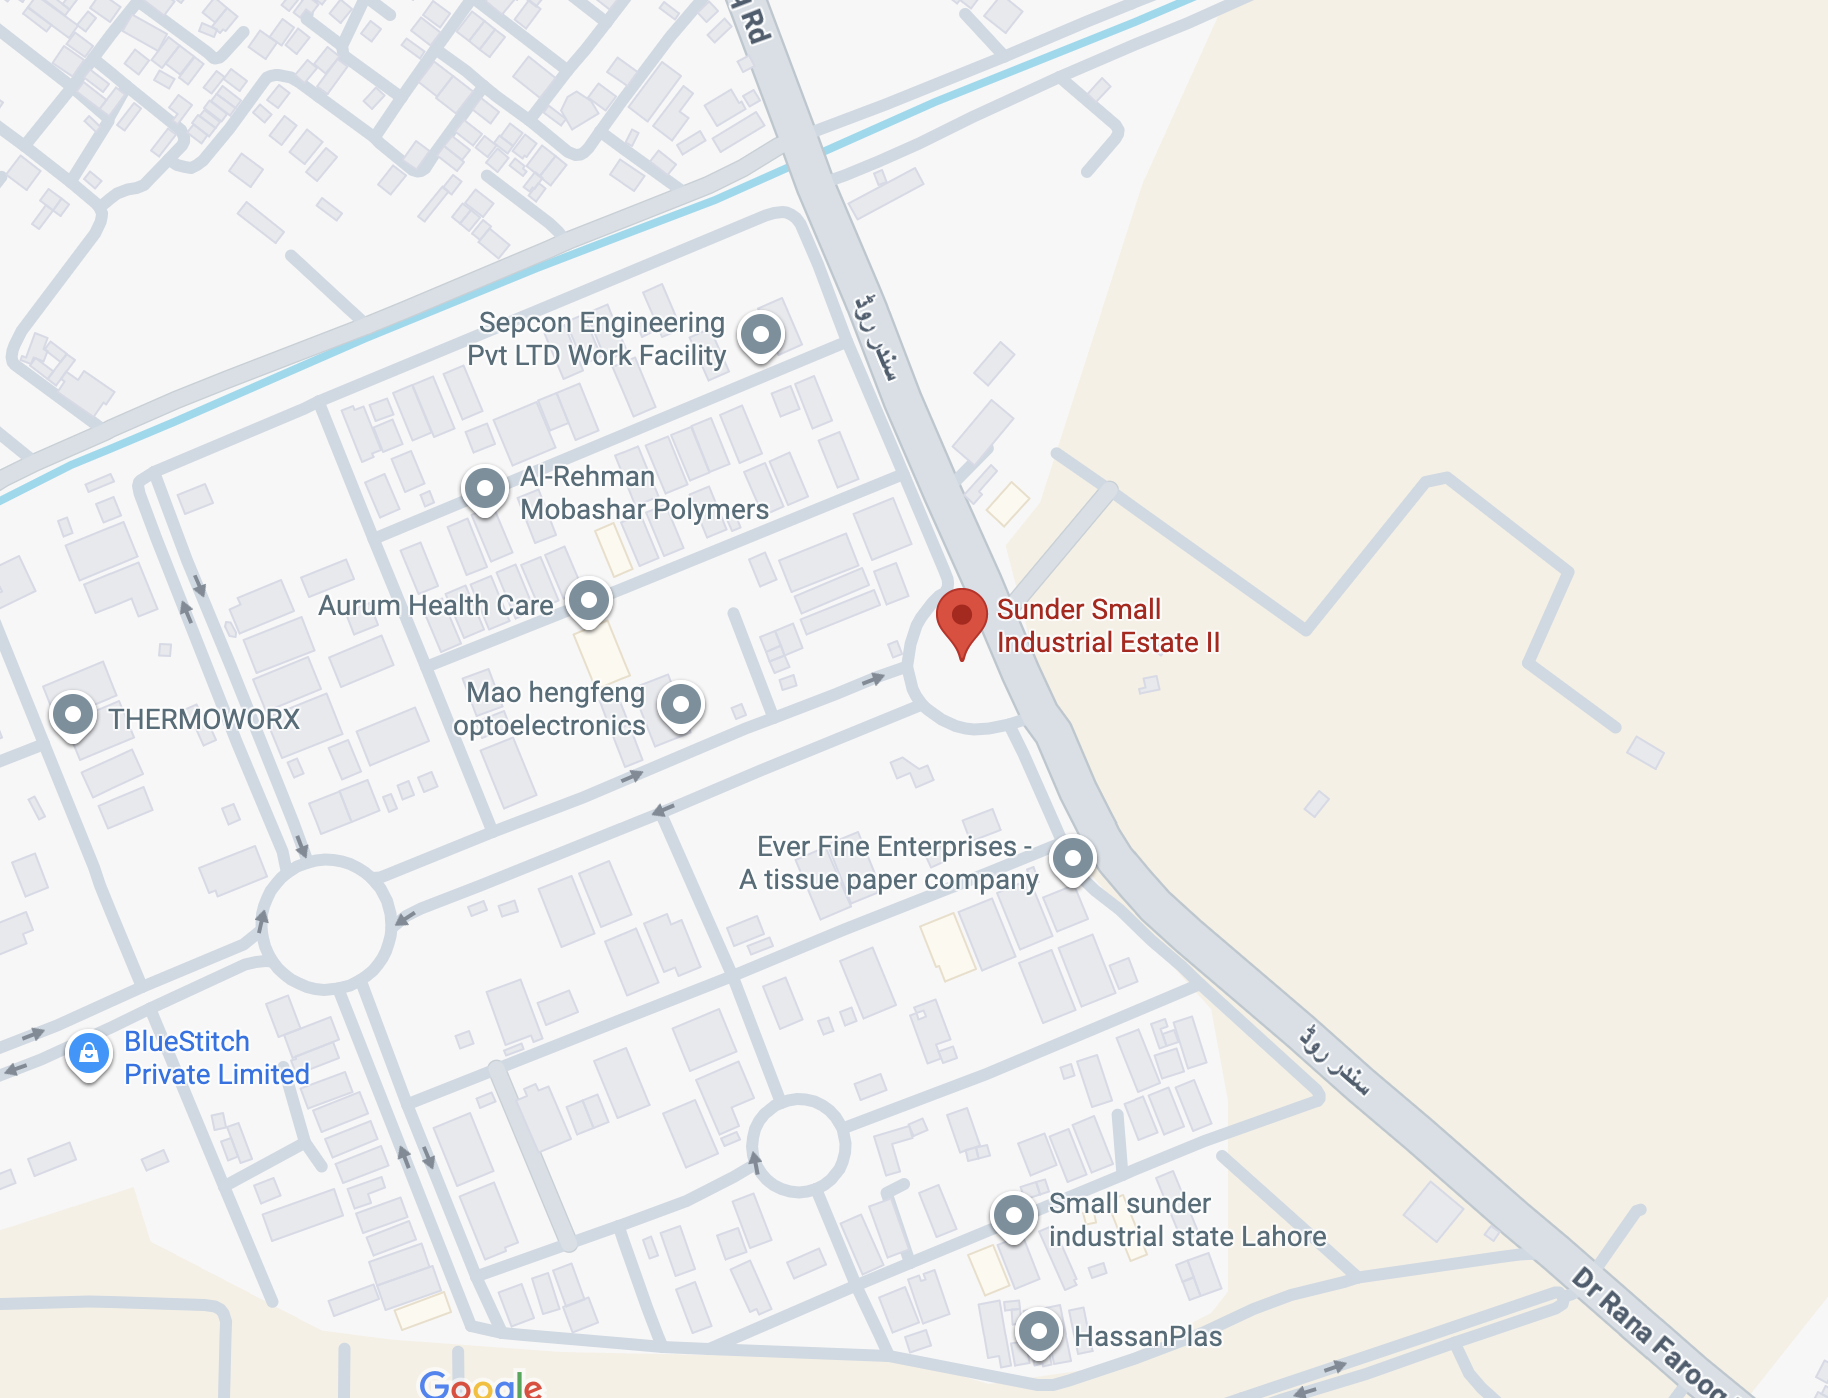 Rd
سندر روڈ
Sepcon Engineering
Pvt LTD Work Facility
Al-Rehman
Mobashar Polymers
Aurum Health Care
Sunder Small
Industrial Estate II
Mao hengfeng
optoelectronics
THERMOWORX
Ever Fine Enterprises -
A tissue paper company
BlueStitch
Private Limited
سندر روڈ
Small sunder
industrial state Lahore
Dr Rana Farooq
HassanPlas
Google